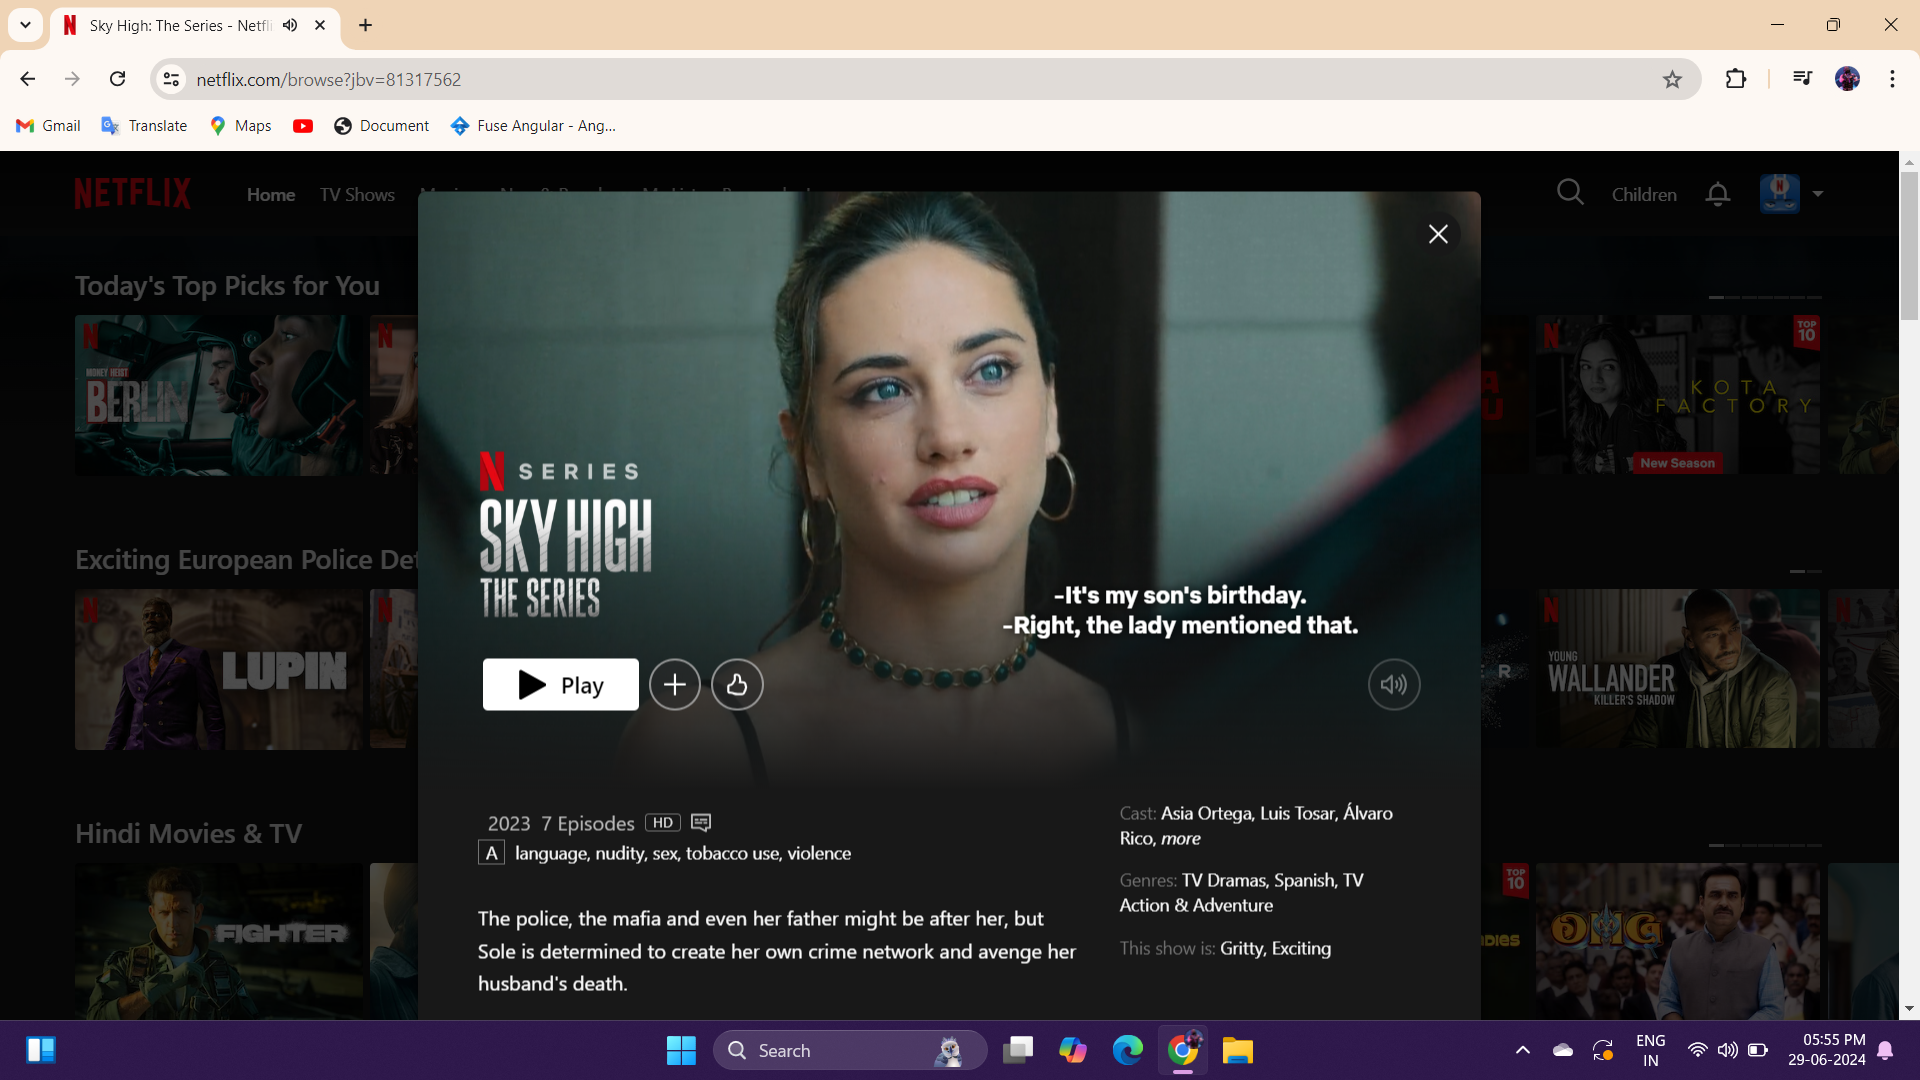 Sky High: The Series - Netfli
netflix.com/browse?jbv=81317562
Gmail
Translate
Maps
Document
Fuse Angular - Ang...
NETFLIX
Home
TV Shows
Children
Today's Top Picks for You
MONEY HEIST
BERLIN
TOP
10
KOTA
FACTORY
New Season
N SERIES
SKY HIGH
THE SERIES
-It's my son's birthday.
-Right, the lady mentioned that.
Play
Exciting European Police De
LUPIN
R
YOUNG
WALLANDER
KILLER'S SHADOW
2023 7 Episodes HD
A language, nudity, sex, tobacco use, violence
The police, the mafia and even her father might be after her, but
Sole is determined to create her own crime network and avenge her
husband's death.
Cast: Asia Ortega, Luis Tosar, Álvaro
Rico, more
Genres: TV Dramas, Spanish, TV
Action & Adventure
This show is: Gritty, Exciting
Hindi Movies & TV
FIGHTER
TOP
10
OMG
Search
ENG
IN
05:55 PM
29-06-2024